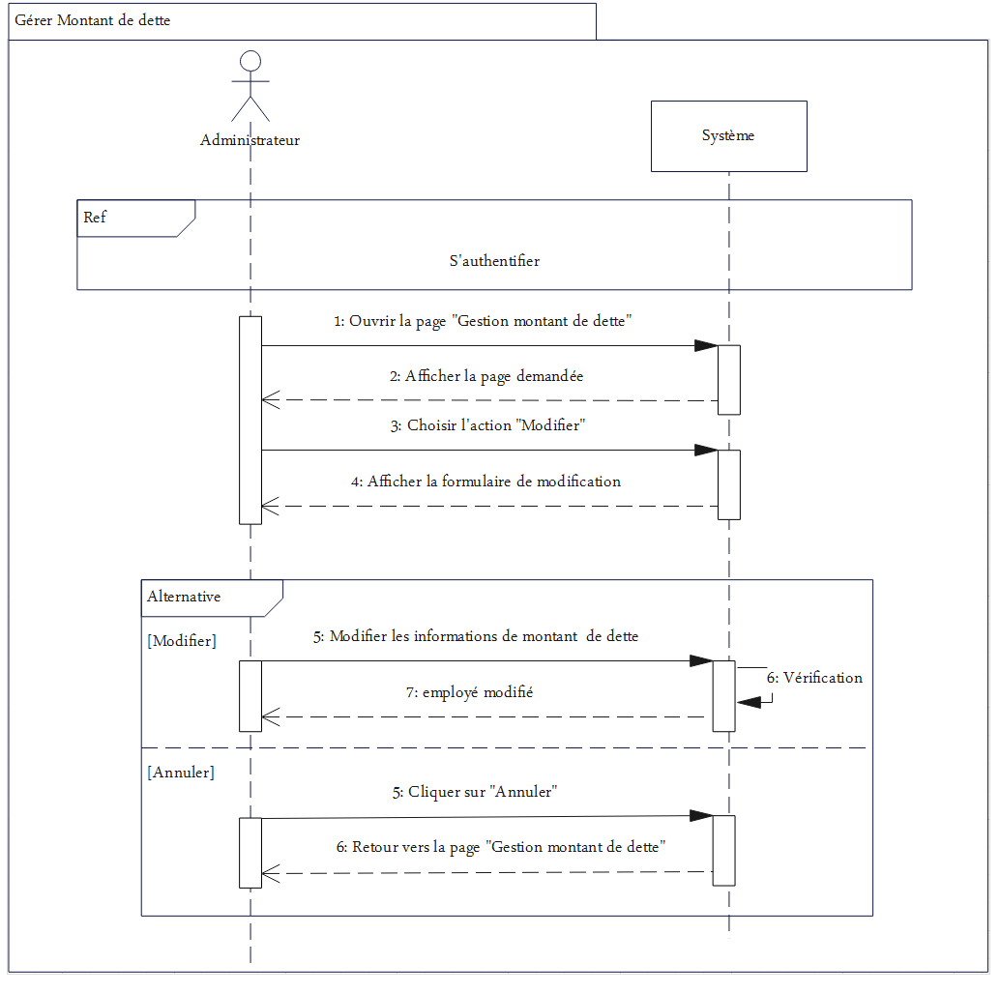 Gérer Montant de dette
Administrateur
Système
Ref
S'authentifier
1: Ouvrir la page "Gestion montant de dette"
2: Afficher la page demandée
3: Choisir l'action "Modifier"
4: Afficher la formulaire de modification
Alternative
[Modifier]
5: Modifier les informations de montant de dette
6: Vérification
7: employé modifié
[Annuler]
5: Cliquer sur "Annuler"
6: Retour vers la page "Gestion montant de dette"